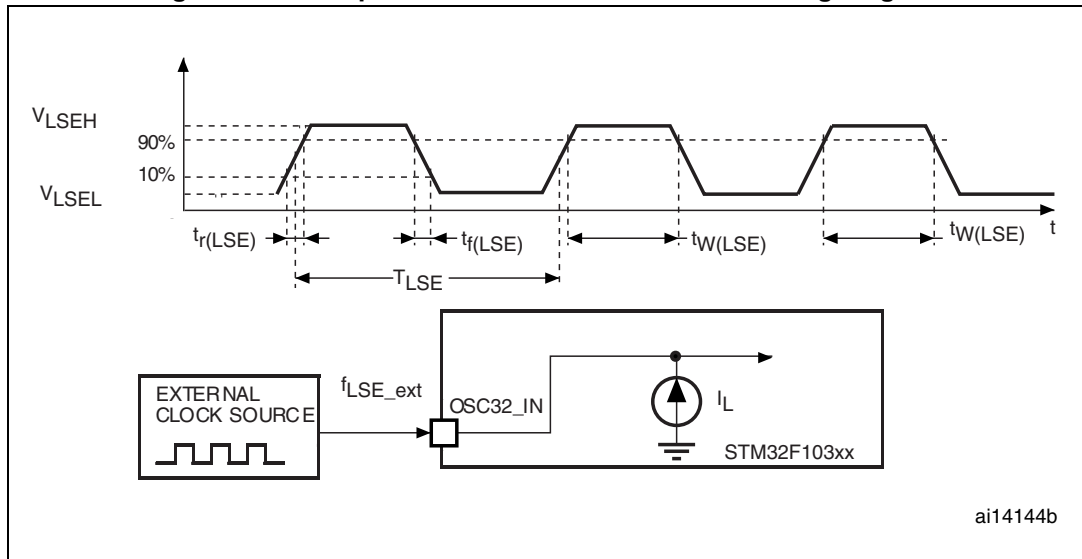 VLSEH
90%
10%
VLSEL
tr(LSE)
tf(LSE)
tW(LSE)
tW(LSE)
t
TLSE
EXTERNAL
CLOCK SOURCE
fLSE_ext
OSC32_IN
IL
STM32F103xx
ai14144b